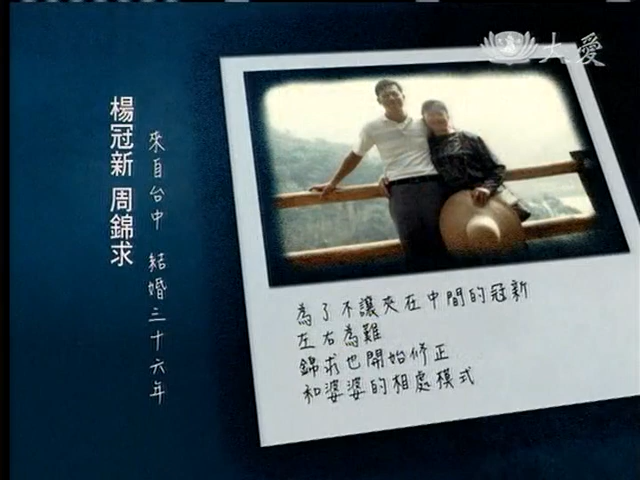 大愛
楊冠新 周錦求
來自台中 結婚三十六年
為了不讓夾在中間的冠新
左右為難
錦求也開始修正
和婆婆的相處模式